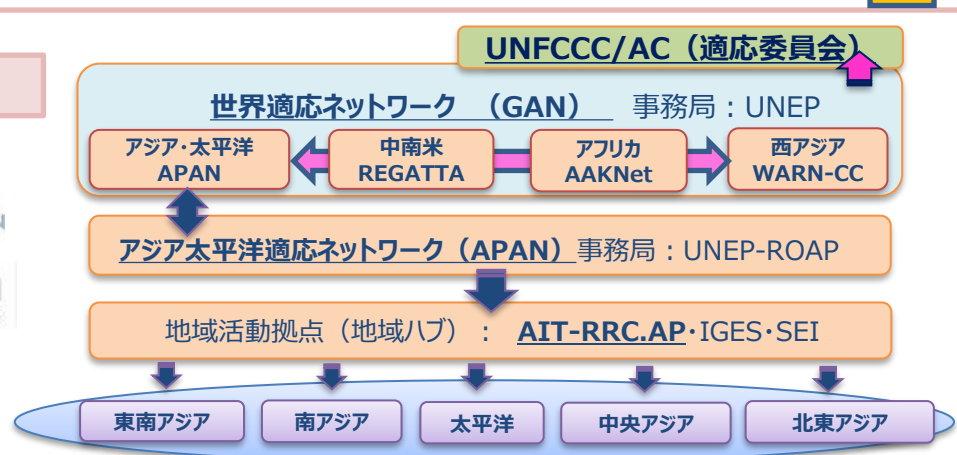 UNFCCC/AC（適応委員会）
世界適応ネットワーク （GAN） 事務局：UNEP
アジア・太平洋
APAN
中南米
REGATTA
アフリカ
AAKNet
西アジア
WARN-CC
アジア太平洋適応ネットワーク（APAN）事務局：UNEP-ROAP
地域活動拠点（地域ハブ）： AIT-RRC.AP・IGES・SEI
東南アジア
南アジア
太平洋
中央アジア
北東アジア